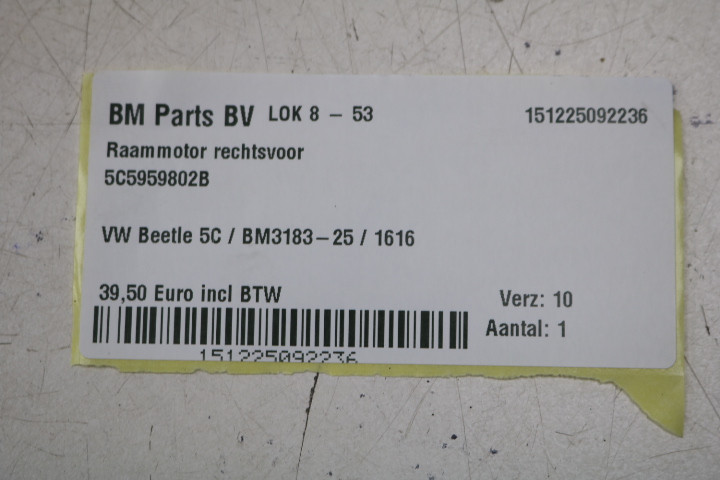 BM Parts BV LOK 8 - 53 151225092236
Raammotor rechtsvoor
5C5959802B
VW Beetle 5C / BM3183-25 / 1616
39,50 Euro incl BTW Verz: 10
Aantal: 1
151225092236